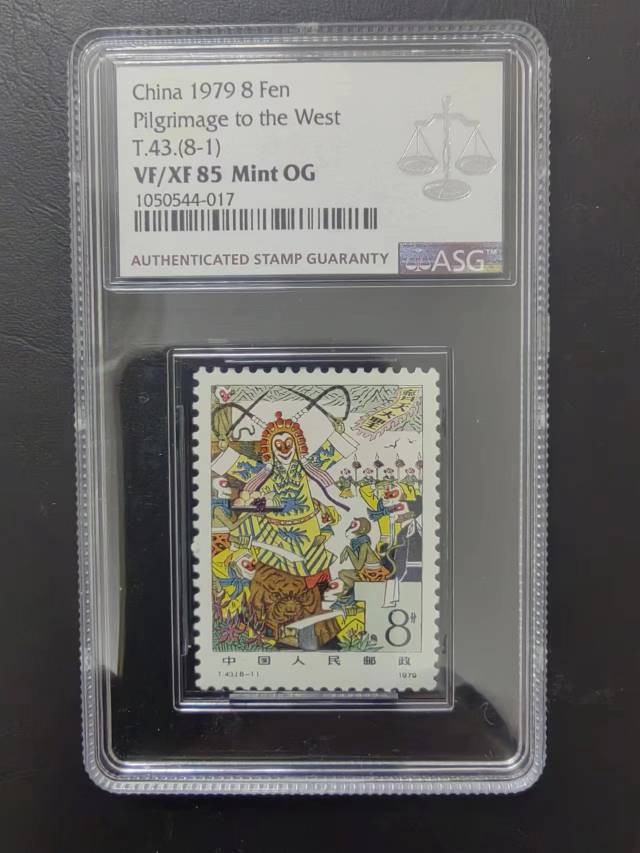 China 1979 8 Fen
Pilgrimage to the West
T.43.(8-1)
VF/XF 85 Mint OG
1050544-017
AUTHENTICATED STAMP GUARANTY
ASG™
8分
中国人民邮政
T.43.(8-1) 1979